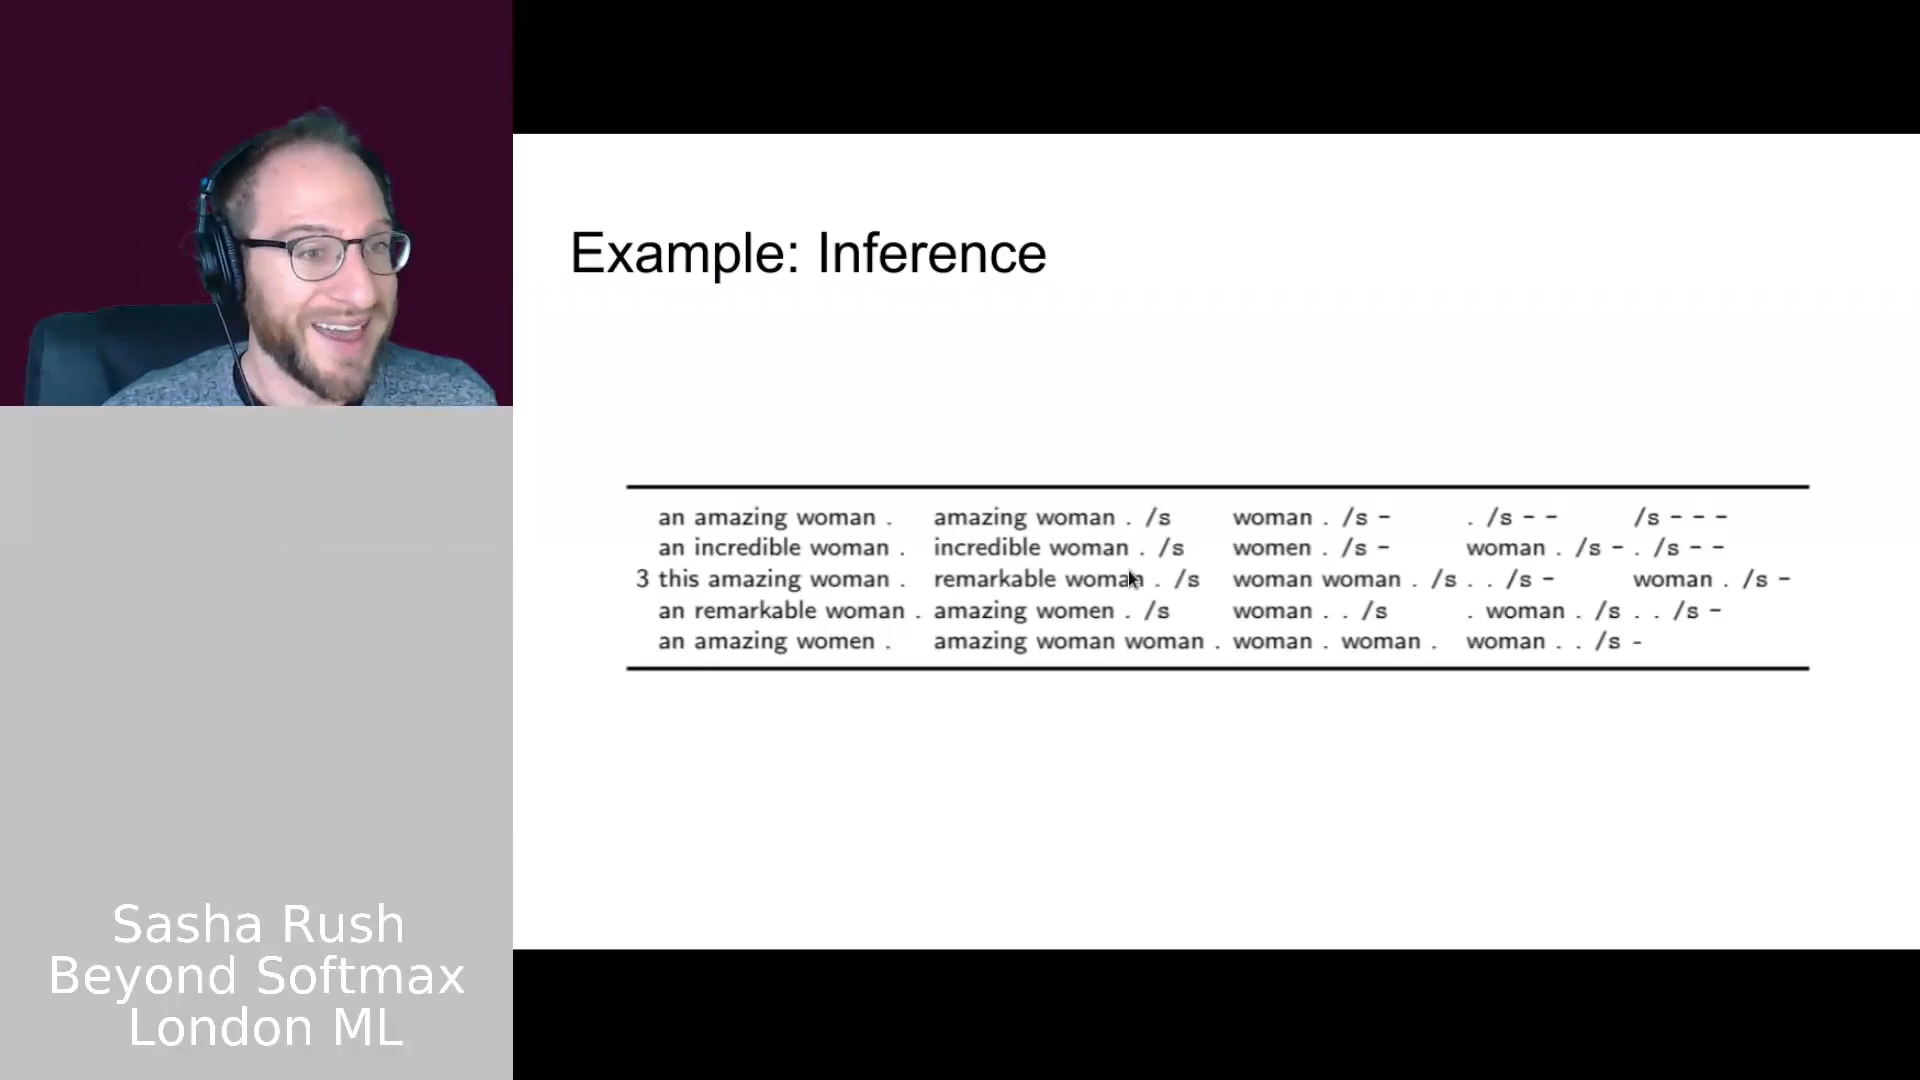 Example: Inference
an amazing woman . amazing woman . /s woman . /s - . /s - - /s - - -
an incredible woman . incredible woman . /s women . /s - woman . /s - . /s - -
3 this amazing woman . remarkable woman . /s woman woman . /s . . /s - woman . /s -
an remarkable woman . amazing women . /s woman . . /s . woman . /s . . /s -
an amazing women . amazing woman woman . woman . woman . woman . . /s -
Sasha Rush
Beyond Softmax
London ML